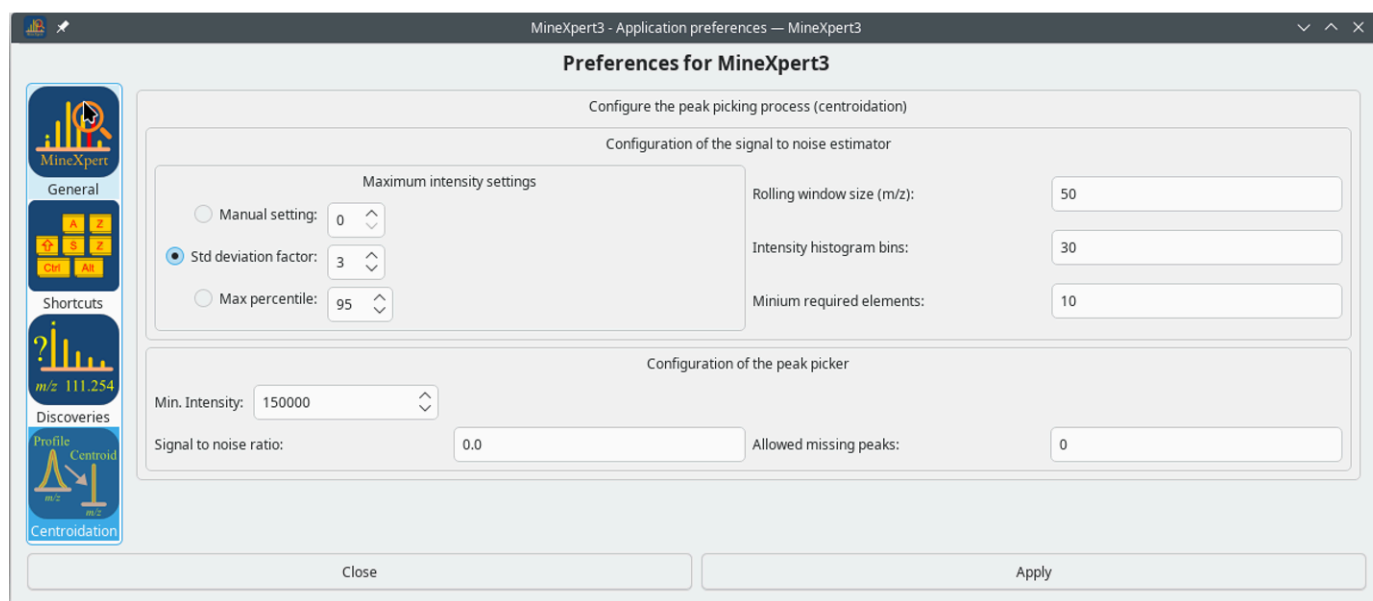 MineXpert3 - Application preferences — MineXpert3
Preferences for MineXpert3
MineXpert
General
A Z
S Z
Ctrl Alt
Shortcuts
?
m/z 111.254
Discoveries
Profile
Centroid
m/z
m/z
Centroidation
Configure the peak picking process (centroidation)
Configuration of the signal to noise estimator
Maximum intensity settings
Manual setting: 0
Std deviation factor: 3
Max percentile: 95
Rolling window size (m/z): 50
Intensity histogram bins: 30
Minium required elements: 10
Configuration of the peak picker
Min. Intensity: 150000
Signal to noise ratio: 0.0 Allowed missing peaks: 0
Close Apply